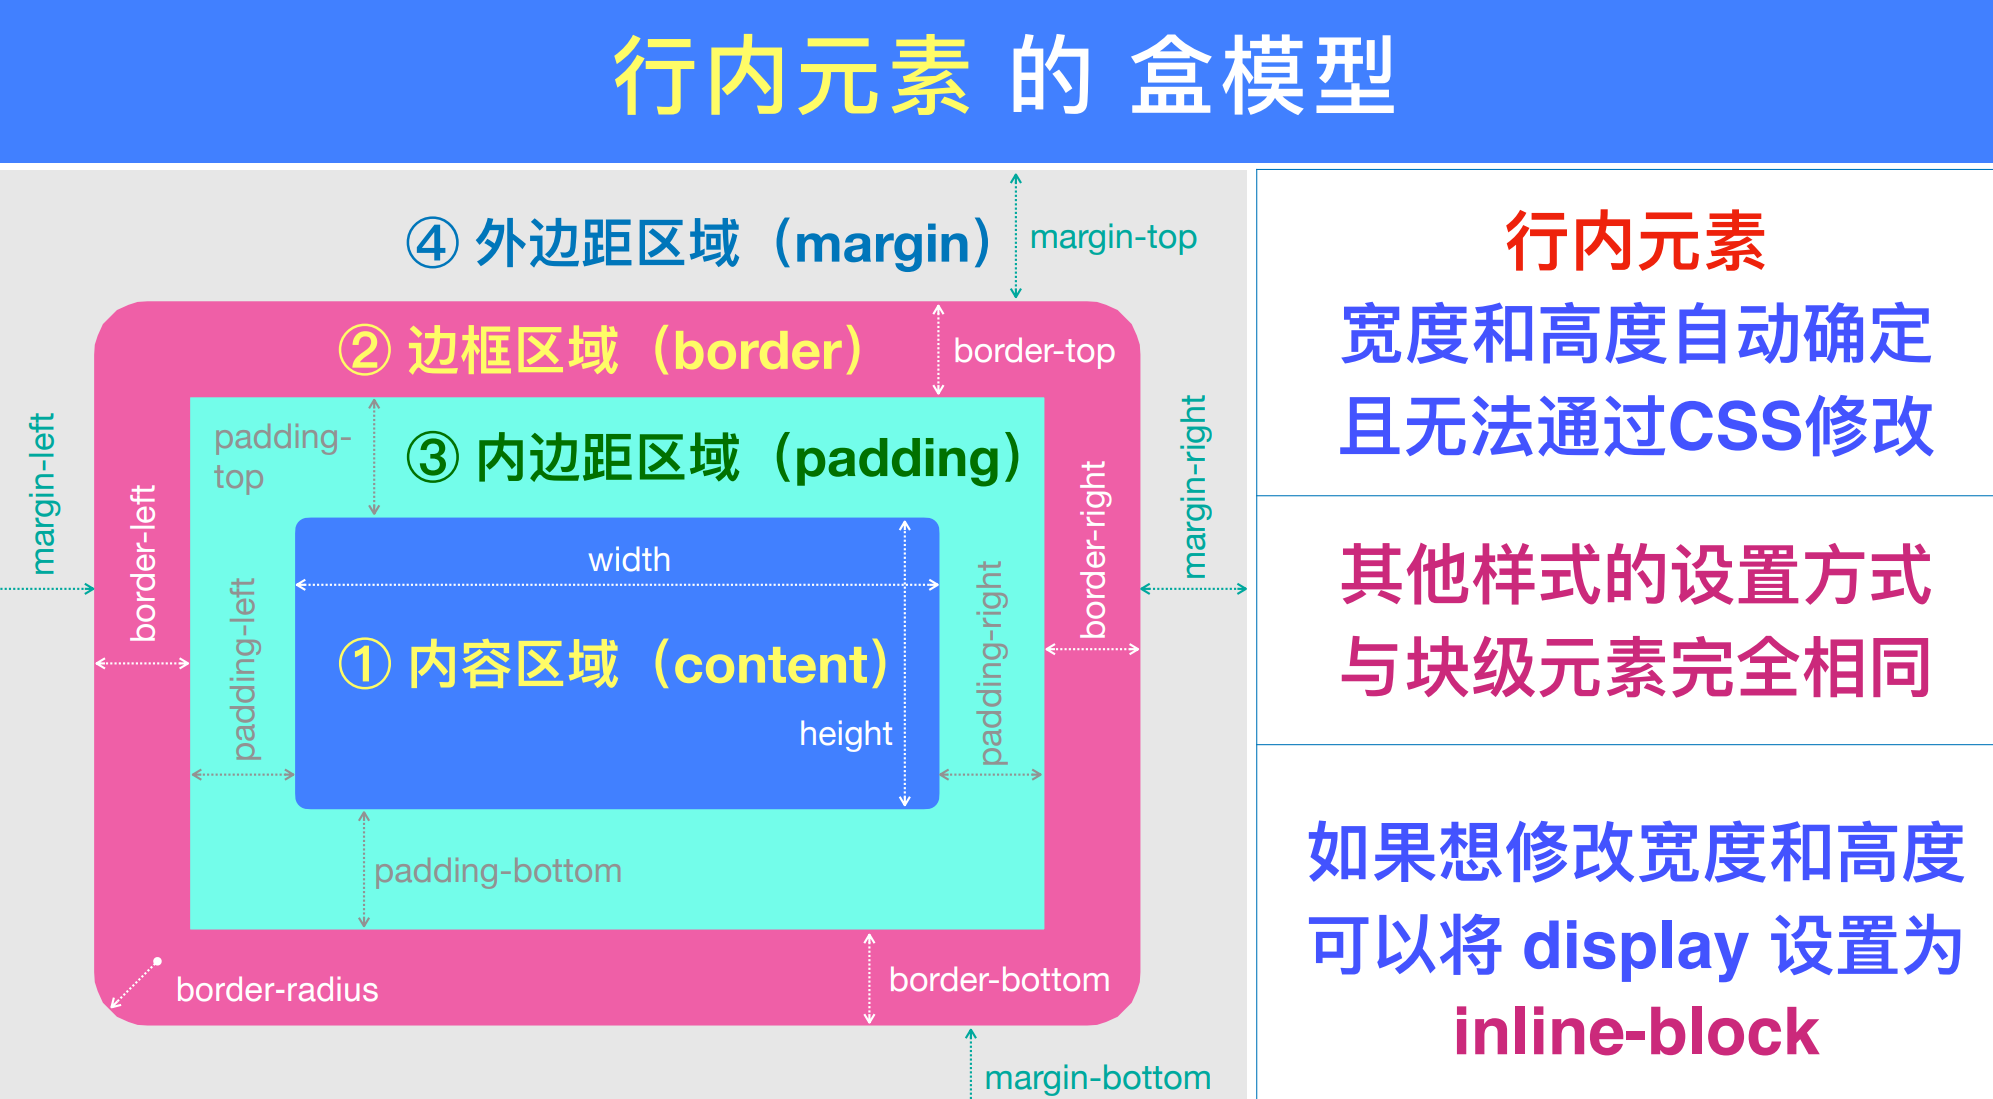 行内元素 的 盒模型
④ 外边距区域（margin）
margin-top
② 边框区域（border）
border-top
padding-
top
③ 内边距区域（padding）
margin-left
border-left
padding-left
width
① 内容区域（content）
height
padding-right
border-right
margin-right
padding-bottom
border-radius
border-bottom
margin-bottom
行内元素
宽度和高度自动确定
且无法通过CSS修改
其他样式的设置方式
与块级元素完全相同
如果想修改宽度和高度
可以将 display 设置为
inline-block